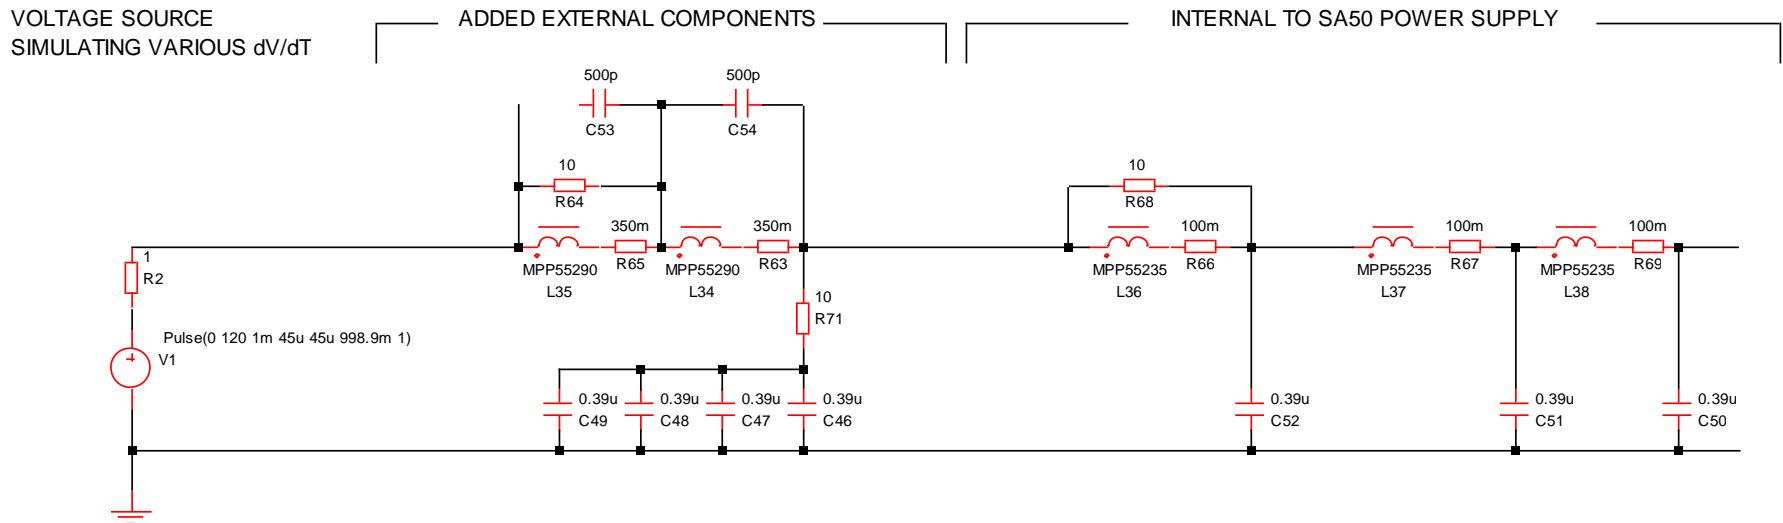 VOLTAGE SOURCE
SIMULATING VARIOUS dV/dT
ADDED EXTERNAL COMPONENTS
INTERNAL TO SA50 POWER SUPPLY
500p
C53
500p
C54
10
R64
10
R68
1
R2
MPP55290
L35
350m
R65
MPP55290
L34
350m
R63
MPP55235
L36
100m
R66
MPP55235
L37
100m
R67
MPP55235
L38
100m
R69
10
R71
Pulse(0 120 1m 45u 45u 998.9m 1)
V1
0.39u
C49
0.39u
C48
0.39u
C47
0.39u
C46
0.39u
C52
0.39u
C51
0.39u
C50